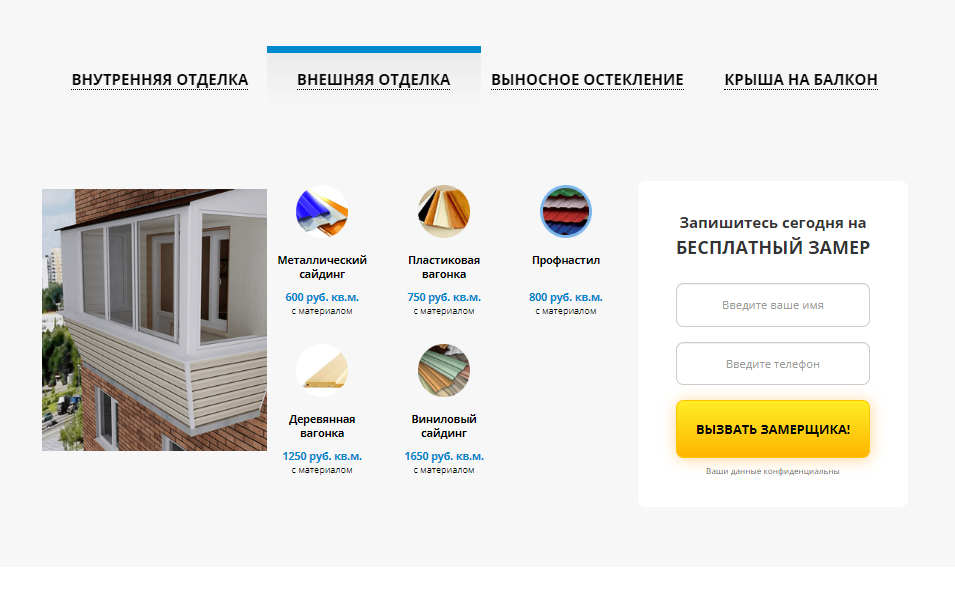 ВНУТРЕННЯЯ ОТДЕЛКА
ВНЕШНЯЯ ОТДЕЛКА
ВЫНОСНОЕ ОСТЕКЛЕНИЕ
КРЫША НА БАЛКОН
Металлический
сайдинг
600 руб. кв.м.
с материалом
Пластиковая
вагонка
750 руб. кв.м.
с материалом
Профнастил
800 руб. кв.м.
с материалом
Деревянная
вагонка
1250 руб. кв.м.
с материалом
Виниловый
сайдинг
1650 руб. кв.м.
с материалом
Запишитесь сегодня на
БЕСПЛАТНЫЙ ЗАМЕР
Введите ваше имя
Введите телефон
ВЫЗВАТЬ ЗАМЕРЩИКА!
Ваши данные конфиденциальны